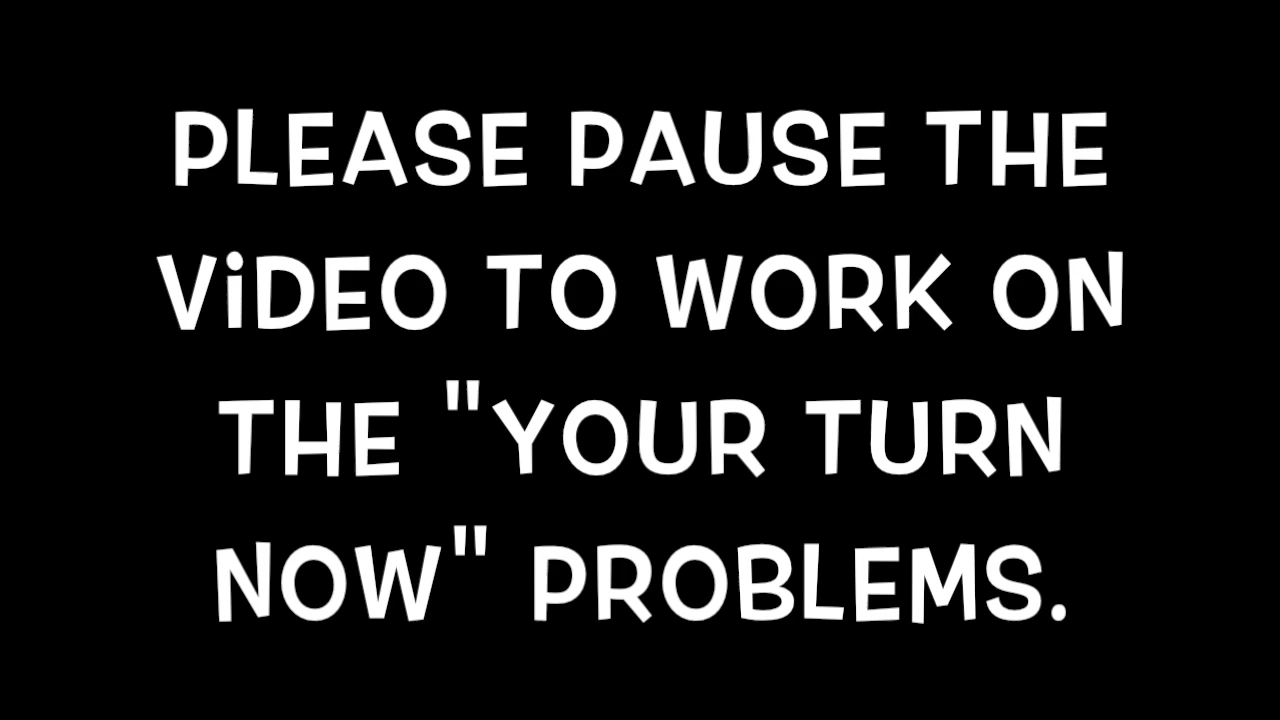 PLEASE PAUSE THE
ViDEO TO WORK ON
THE "YOUR TURN
NOW" PROBLEMS.